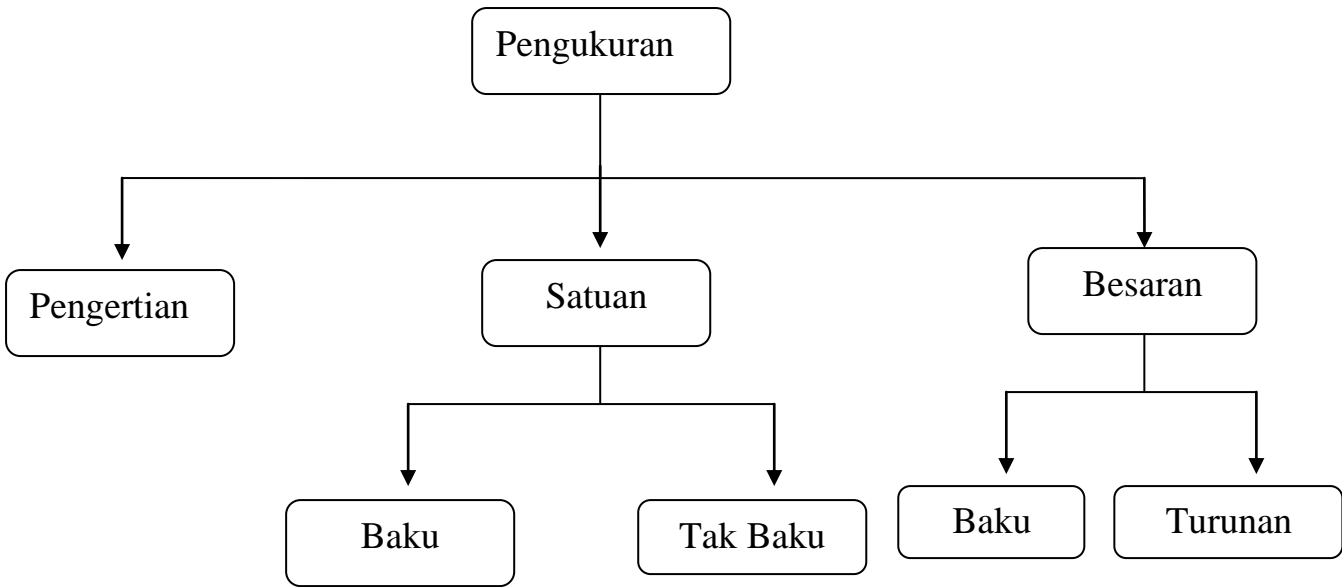 Pengukuran
Pengertian
Satuan
Besaran
Baku
Tak Baku
Baku
Turunan